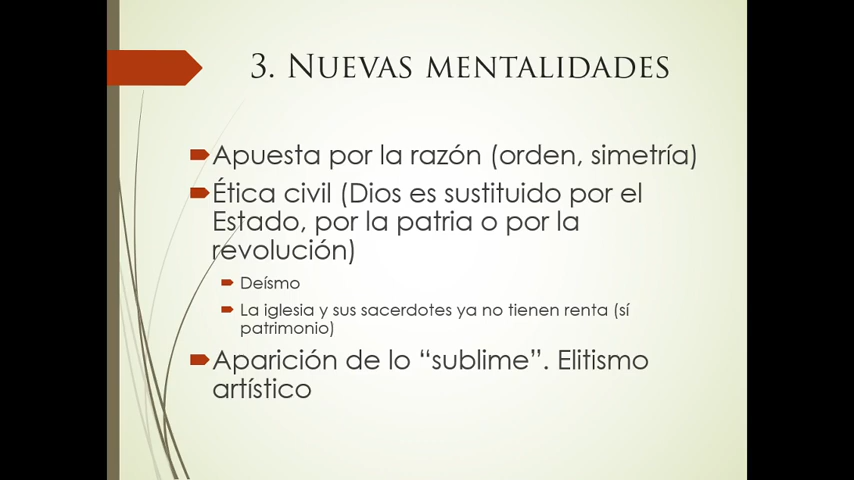 3. Nuevas mentalidades
Apuesta por la razón (orden, simetría)
Ética civil (Dios es sustituido por el
Estado, por la patria o por la
revolución)
Deísmo
La iglesia y sus sacerdotes ya no tienen renta (sí
patrimonio)
Aparición de lo “sublime”. Elitismo
artístico